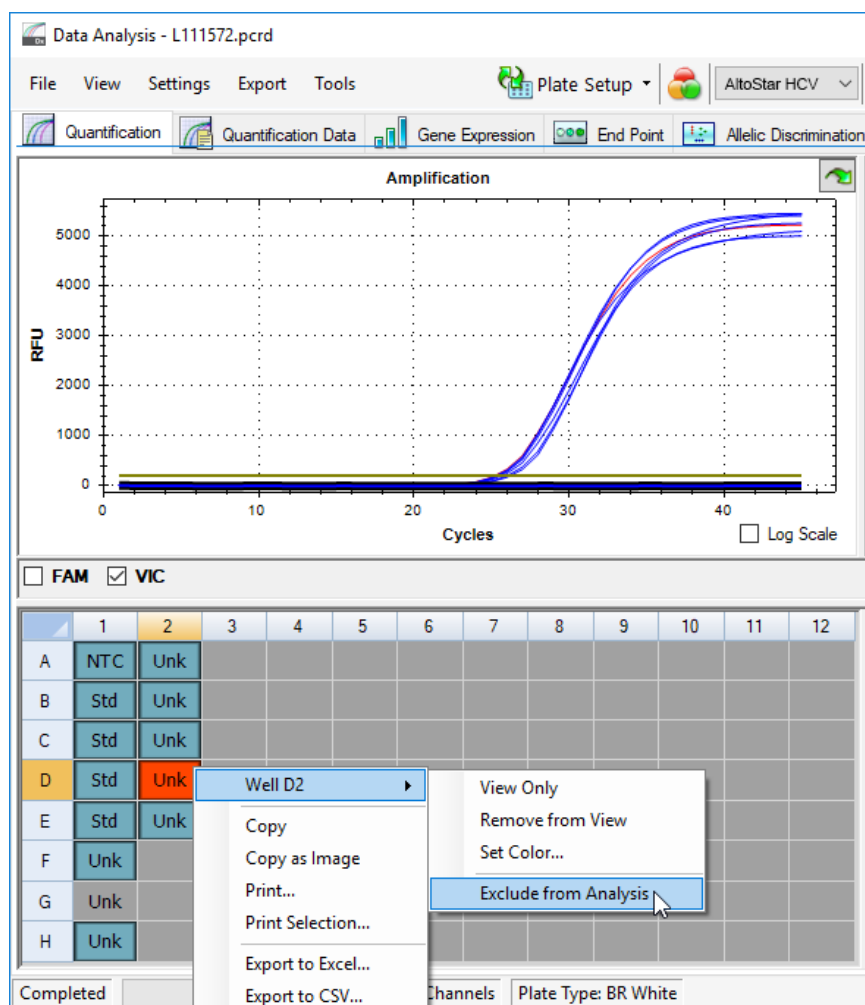 Data Analysis - L111572.pcrd
File View Settings Export Tools Plate Setup AltoStar HCV
Quantification Quantification Data Gene Expression End Point Allelic Discrimination
Amplification
5000
4000
3000
2000
1000
0
RFU
0 10 20 30 40
Cycles
Log Scale
FAM VIC
1 2 3 4 5 6 7 8 9 10 11 12
A NTC Unk
B Std Unk
C Std Unk
D Std Unk
E Std Unk
F Unk
G Unk
H Unk
Well D2
Copy
Copy as Image
Print...
Print Selection...
Export to Excel...
Export to CSV...
View Only
Remove from View
Set Color...
Exclude from Analysis
Completed Channels Plate Type: BR White